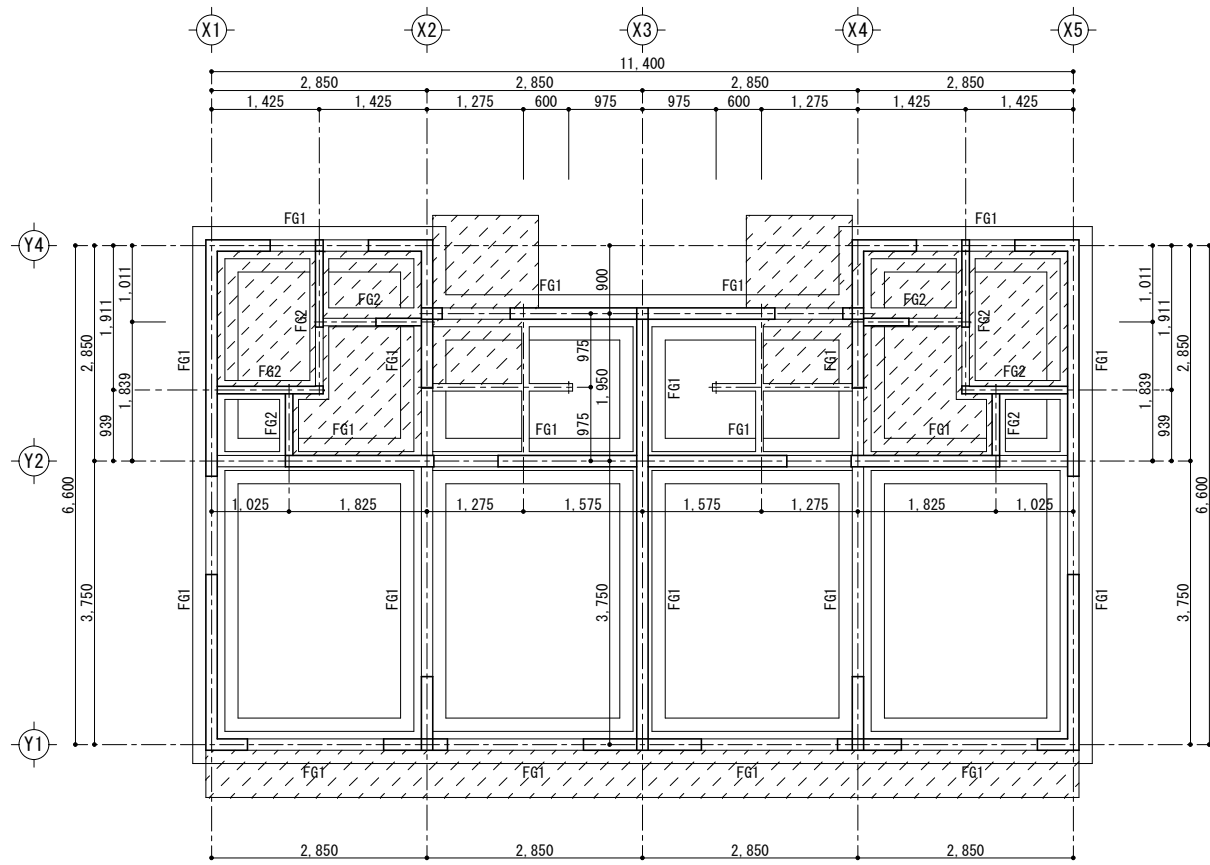 X1 X2 X3 X4 X5
11,400
2,850 2,850 2,850 2,850
1,425 1,425 1,275 600 975 975 600 1,275 1,425 1,425
FG1 FG1
Y4
1,011 900 1,011
FG1 FG1
1,911 1,911
FG2 FG2
FG2 FG2
2,850 975 2,850
FG1 FG1 FG1 FG1 FG1
1,839 FG2 1,950 FG2 1,839
939 FG2 FG1 FG1 975 FG1 FG1 FG2 939
Y2
6,600 6,600
1,025 1,825 1,275 1,575 1,575 1,275 1,825 1,025
3,750 FG1 FG1 3,750 FG1 FG1 3,750
Y1
FG1 FG1 FG1 FG1
2,850 2,850 2,850 2,850